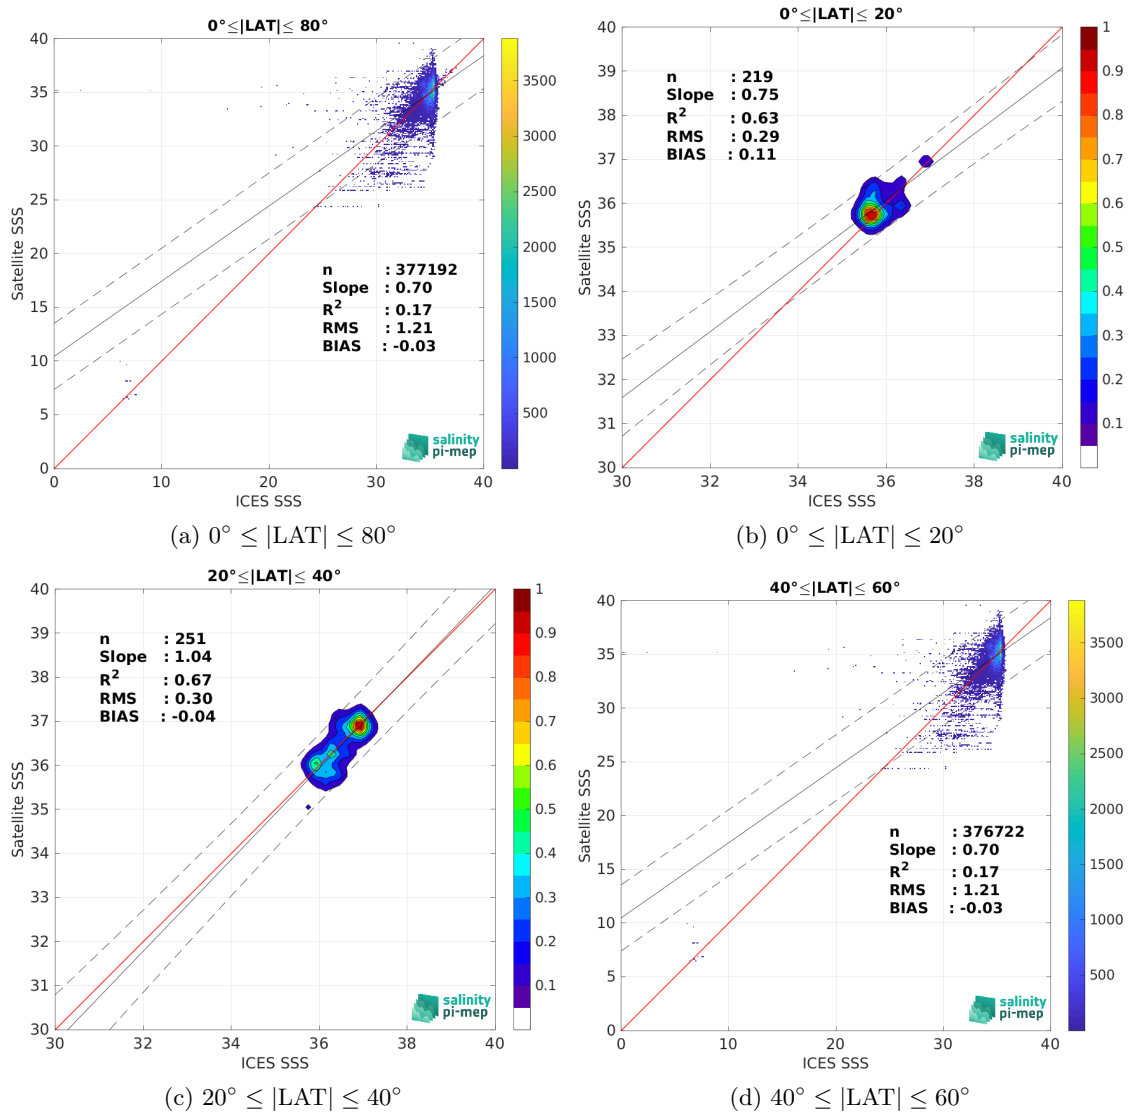 0°≤|LAT|≤ 80°
40
35
30
25
20
15
10
5
0
0
10
20
30
40
Satellite SSS
ICES SSS
n : 377192
Slope : 0.70
R² : 0.17
RMS : 1.21
BIAS : -0.03
3500
3000
2500
2000
1500
1000
500
salinity
pi-mep
(a) 0° ≤ |LAT| ≤ 80°
0°≤|LAT|≤ 20°
40
39
38
37
36
35
34
33
32
31
30
30
32
34
36
38
40
Satellite SSS
ICES SSS
n : 219
Slope : 0.75
R² : 0.63
RMS : 0.29
BIAS : 0.11
1
0.9
0.8
0.7
0.6
0.5
0.4
0.3
0.2
0.1
salinity
pi-mep
(b) 0° ≤ |LAT| ≤ 20°
20°≤|LAT|≤ 40°
40
39
38
37
36
35
34
33
32
31
30
30
32
34
36
38
40
Satellite SSS
ICES SSS
n : 251
Slope : 1.04
R² : 0.67
RMS : 0.30
BIAS : -0.04
1
0.9
0.8
0.7
0.6
0.5
0.4
0.3
0.2
0.1
salinity
pi-mep
(c) 20° ≤ |LAT| ≤ 40°
40°≤|LAT|≤ 60°
40
35
30
25
20
15
10
5
0
0
10
20
30
40
Satellite SSS
ICES SSS
n : 376722
Slope : 0.70
R² : 0.17
RMS : 1.21
BIAS : -0.03
3500
3000
2500
2000
1500
1000
500
salinity
pi-mep
(d) 40° ≤ |LAT| ≤ 60°